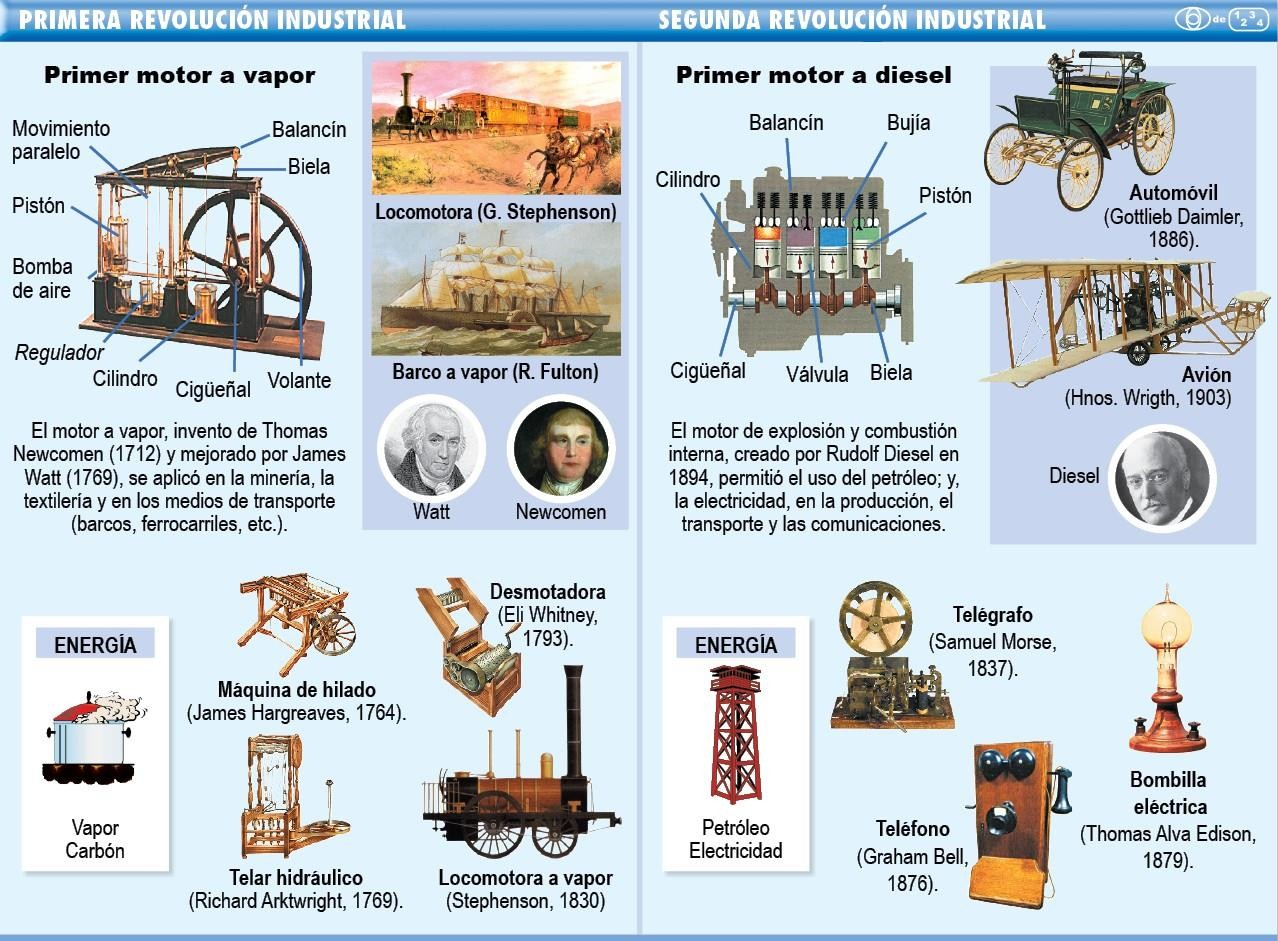 PRIMERA REVOLUCIÓN INDUSTRIAL
Primer motor a vapor
Movimiento
paralelo
Balancín
Biela
Pistón
Bomba
de aire
Regulador
Cilindro
Cigüeñal
Volante
El motor a vapor, invento de Thomas
Newcomen (1712) y mejorado por James
Watt (1769), se aplicó en la minería, la
textilería y en los medios de transporte
(barcos, ferrocarriles, etc.).
Locomotora (G. Stephenson)
Barco a vapor (R. Fulton)
Watt
Newcomen
ENERGÍA
Vapor
Carbón
Máquina de hilado
(James Hargreaves, 1764).
Desmotadora
(Eli Whitney,
1793).
Telar hidráulico
(Richard Arktwright, 1769).
Locomotora a vapor
(Stephenson, 1830)
SEGUNDA REVOLUCIÓN INDUSTRIAL
de 1 2 3 4
Primer motor a diesel
Balancín
Bujía
Cilindro
Pistón
Cigüeñal
Válvula
Biela
El motor de explosión y combustión
interna, creado por Rudolf Diesel en
1894, permitió el uso del petróleo; y,
la electricidad, en la producción, el
transporte y las comunicaciones.
Automóvil
(Gottlieb Daimler,
1886).
Avión
(Hnos. Wrigth, 1903)
Diesel
ENERGÍA
Petróleo
Electricidad
Telégrafo
(Samuel Morse,
1837).
Teléfono
(Graham Bell,
1876).
Bombilla
eléctrica
(Thomas Alva Edison,
1879).